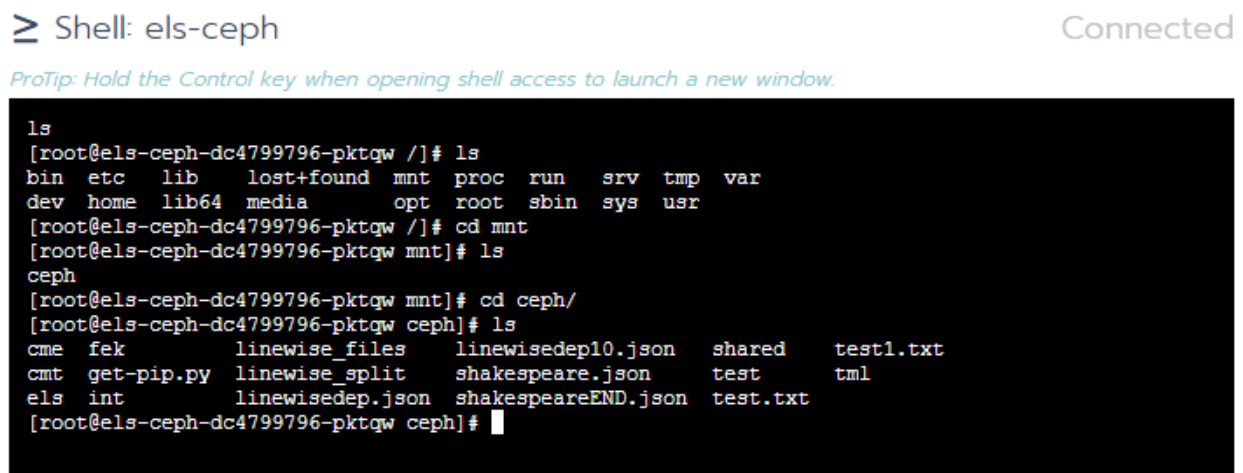 ≥ Shell: els-ceph Connected
ProTip: Hold the Control key when opening shell access to launch a new window.
ls
[root@els-ceph-dc4799796-pktqw /]# ls
bin etc lib lost+found mnt proc run srv tmp var
dev home lib64 media opt root sbin sys usr
[root@els-ceph-dc4799796-pktqw /]# cd mnt
[root@els-ceph-dc4799796-pktqw mnt]# ls
ceph
[root@els-ceph-dc4799796-pktqw mnt]# cd ceph/
[root@els-ceph-dc4799796-pktqw ceph]# ls
cme fek linewise_files linewisedep10.json shared test1.txt
cmt get-pip.py linewise_split shakespeare.json test tml
els int linewisedep.json shakespeareEND.json test.txt
[root@els-ceph-dc4799796-pktqw ceph]#